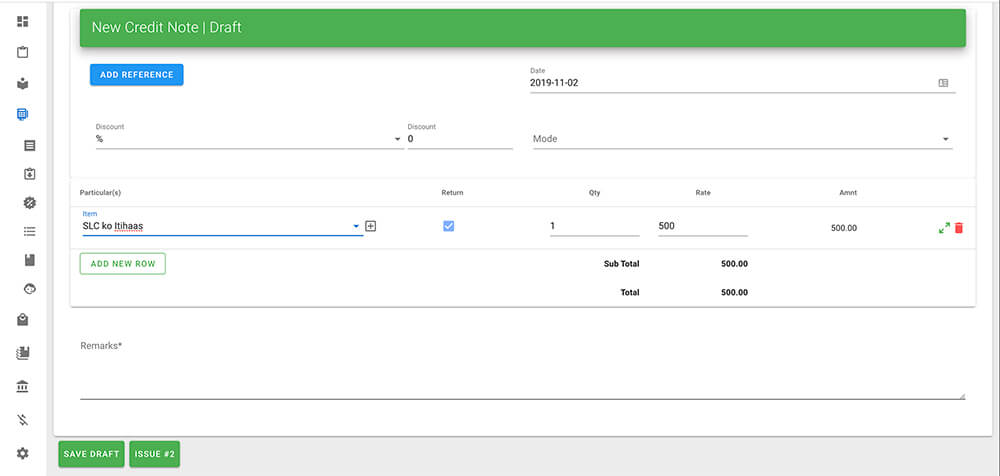 New Credit Note | Draft
ADD REFERENCE
Date
2019-11-02
Discount
%
Discount
0
Mode
Particular(s) Return Qty Rate Amnt
Item
SLC ko Itihaas 1 500 500.00
ADD NEW ROW
Sub Total 500.00
Total 500.00
Remarks*
SAVE DRAFT ISSUE #2